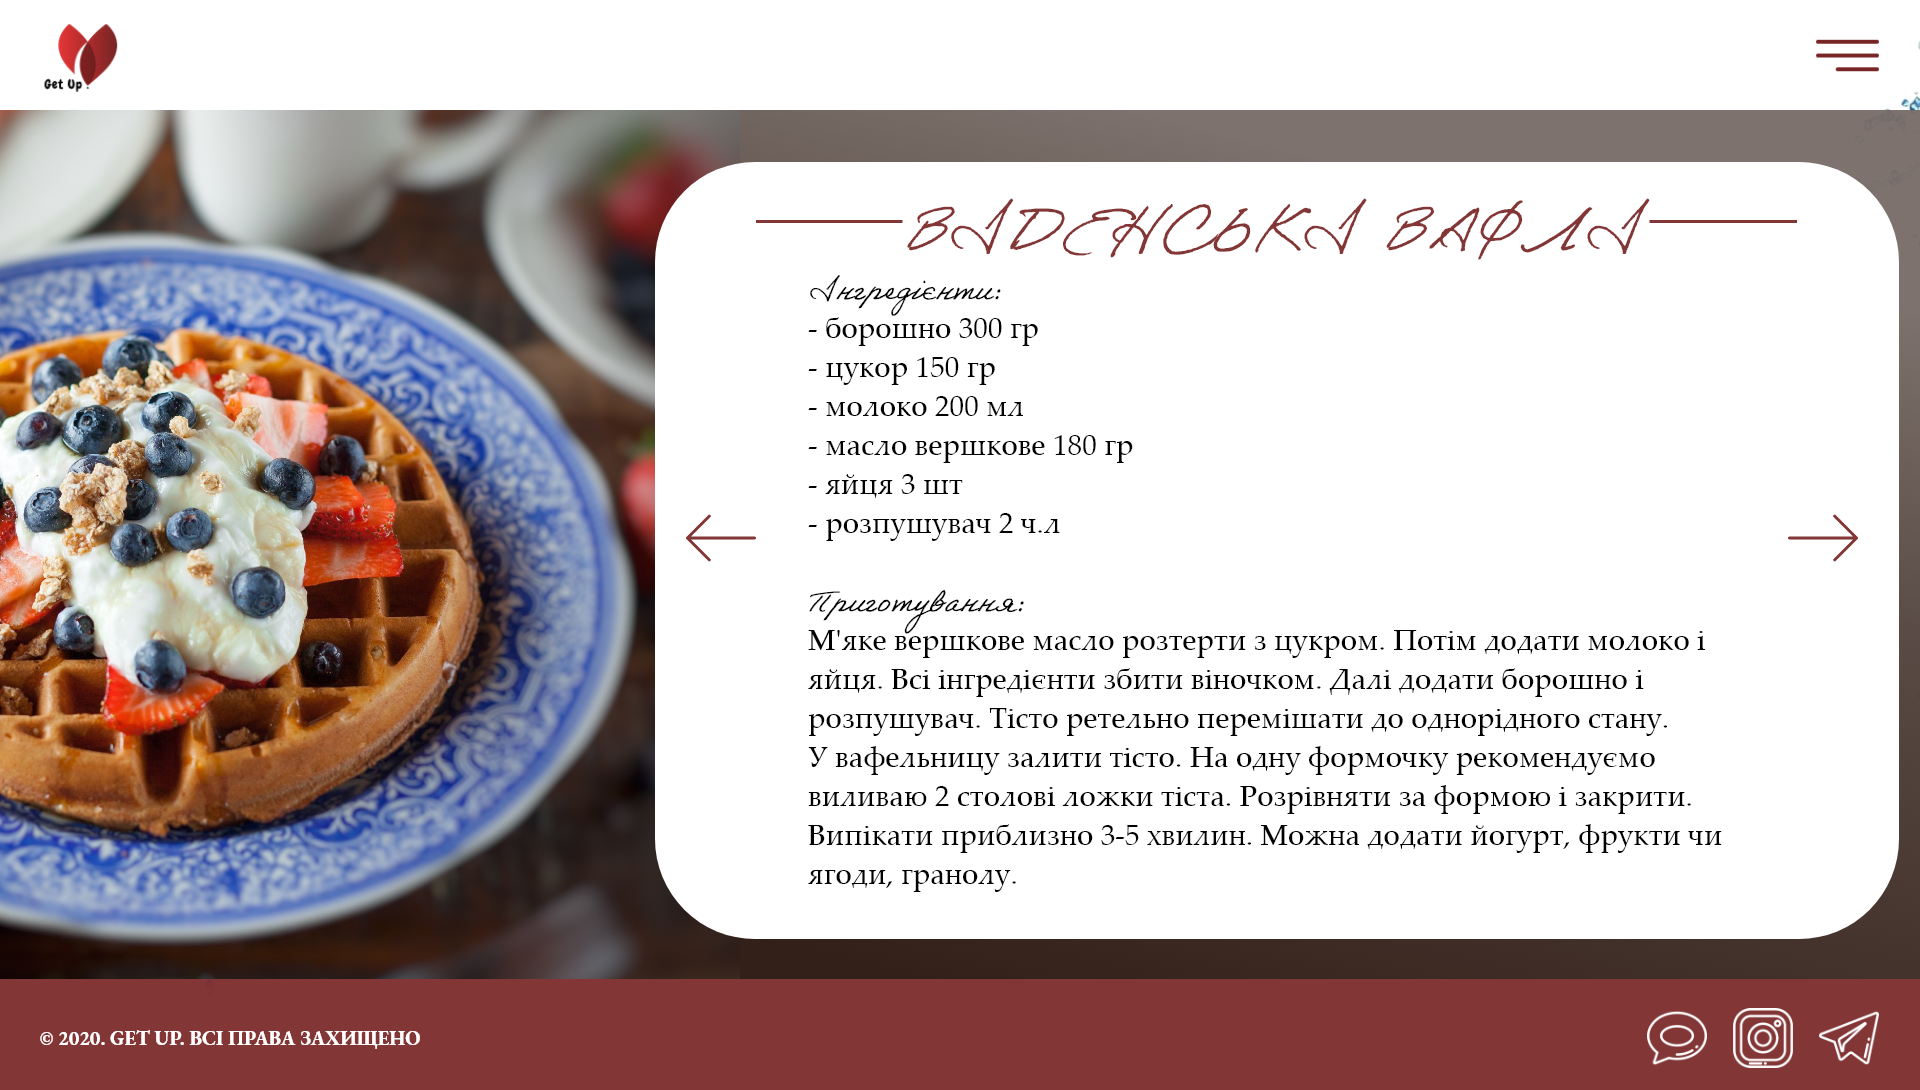 Get Up
ВАДЕНСЬКА ВАФЛА
Інгредієнти:
- борошно 300 гр
- цукор 150 гр
- молоко 200 мл
- масло вершкове 180 гр
- яйця 3 шт
- розпушувач 2 ч.л
Приготування:
М'яке вершкове масло розтерти з цукром. Потім додати молоко і
яйця. Всі інгредієнти збити віночком. Далі додати борошно і
розпушувач. Тісто ретельно перемішати до однорідного стану.
У вафельницу залити тісто. На одну формочку рекомендуємо
виливаю 2 столові ложки тіста. Розрівняти за формою і закрити.
Випікати приблизно 3-5 хвилин. Можна додати йогурт, фрукти чи
ягоди, гранолу.
© 2020. GET UP. ВСІ ПРАВА ЗАХИЩЕНО